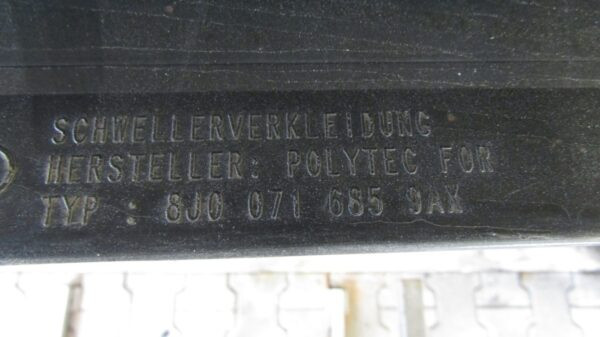 SCHWELLERVERKLEIDUNG
HERSTELLER: POLYTEC FOR
TYP : 8J0 071 685 9AX